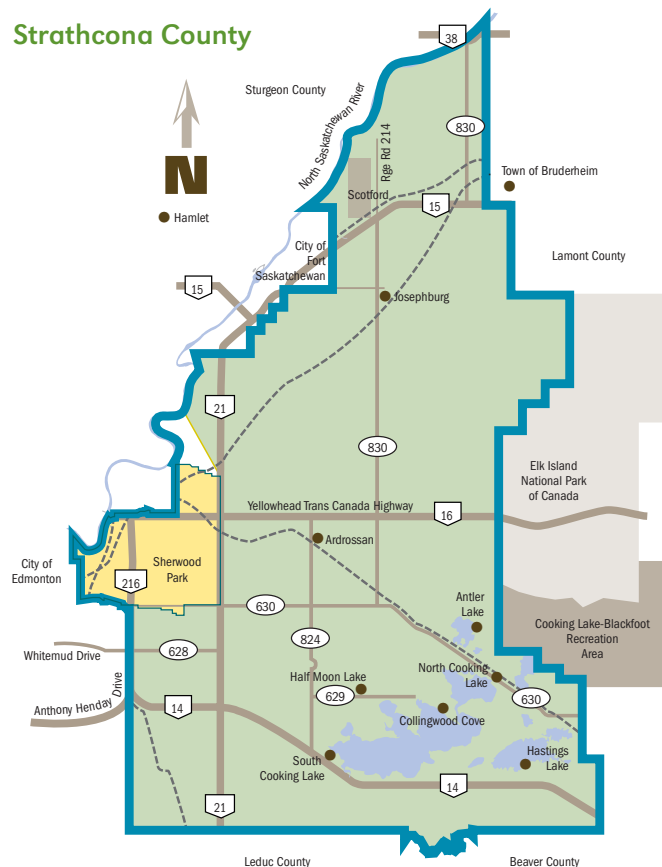 Strathcona County
38
Sturgeon County
North Saskatchewan River
Rge Rd 214
830
N
Town of Bruderheim
Scotford
15
Hamlet
City of
Fort
Saskatchewan
Lamont County
15
Josephburg
21
830
Elk Island
National Park
of Canada
Yellowhead Trans Canada Highway
16
Ardrossan
City of
Edmonton
Sherwood
Park
216
630
Antler
Lake
Cooking Lake-Blackfoot
Recreation
Area
824
628
Whitemud Drive
North Cooking
Lake
Half Moon Lake
629
630
Anthony Henday Drive
14
Collingwood Cove
South
Cooking Lake
Hastings
Lake
14
21
Leduc County
Beaver County